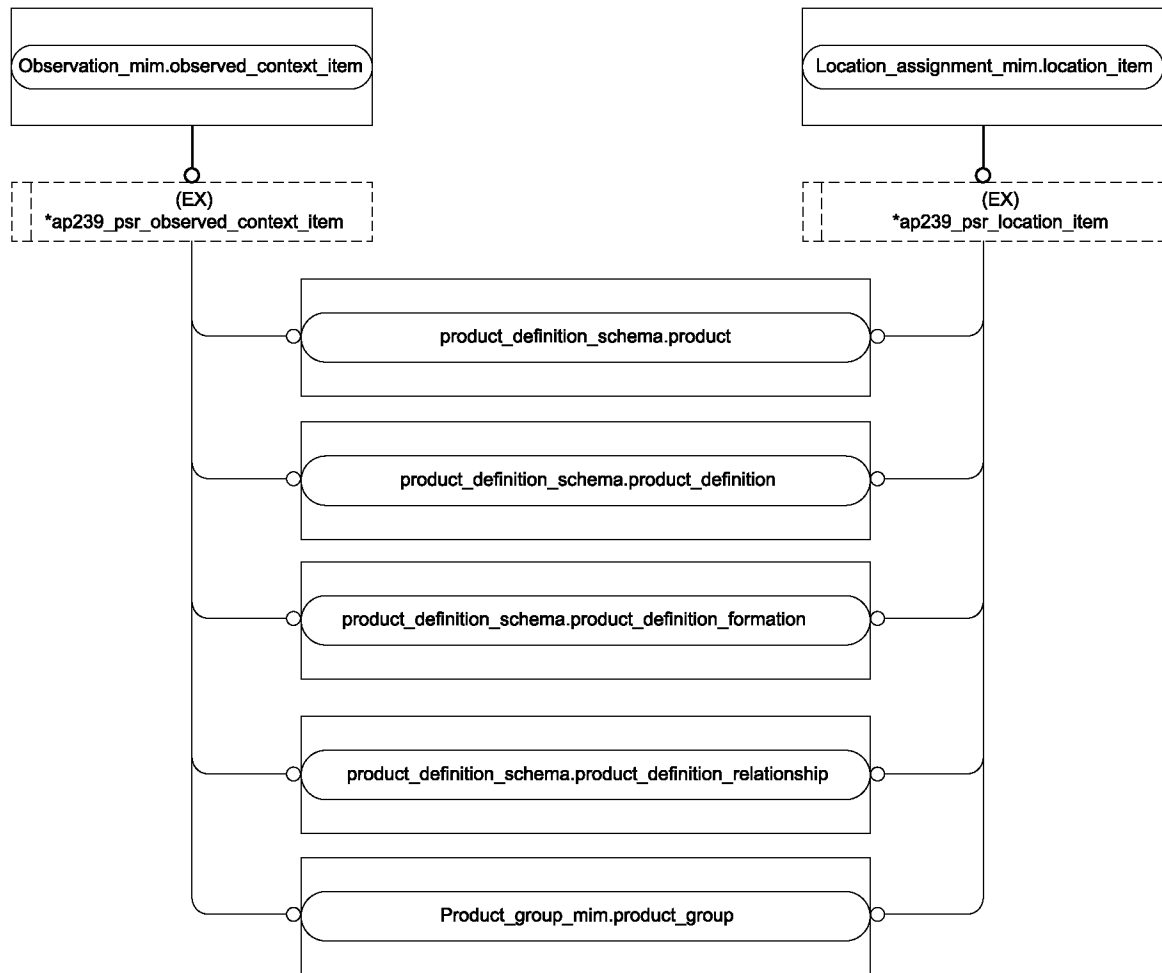 Observation_mim.observed_context_item
Location_assignment_mim.location_item
(EX)
*ap239_psr_observed_context_item
(EX)
*ap239_psr_location_item
product_definition_schema.product
product_definition_schema.product_definition
product_definition_schema.product_definition_formation
product_definition_schema.product_definition_relationship
Product_group_mim.product_group